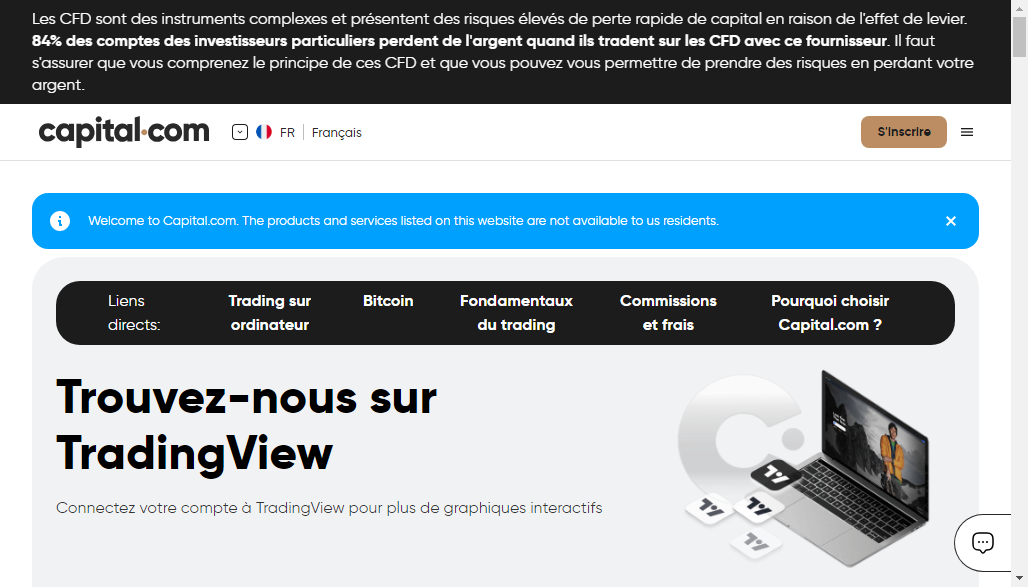 Les CFD sont des instruments complexes et présentent des risques élevés de perte rapide de capital en raison de l'effet de levier.
84% des comptes des investisseurs particuliers perdent de l'argent quand ils tradent sur les CFD avec ce fournisseur. Il faut
s'assurer que vous comprenez le principe de ces CFD et que vous pouvez vous permettre de prendre des risques en perdant votre
argent.
capital.com
FR Français
S'inscrire
Welcome to Capital.com. The products and services listed on this website are not available to us residents.
Liens
directs:
Trading sur
ordinateur
Bitcoin
Fondamentaux
du trading
Commissions
et frais
Pourquoi choisir
Capital.com ?
Trouvez-nous sur
TradingView
Connectez votre compte à TradingView pour plus de graphiques interactifs